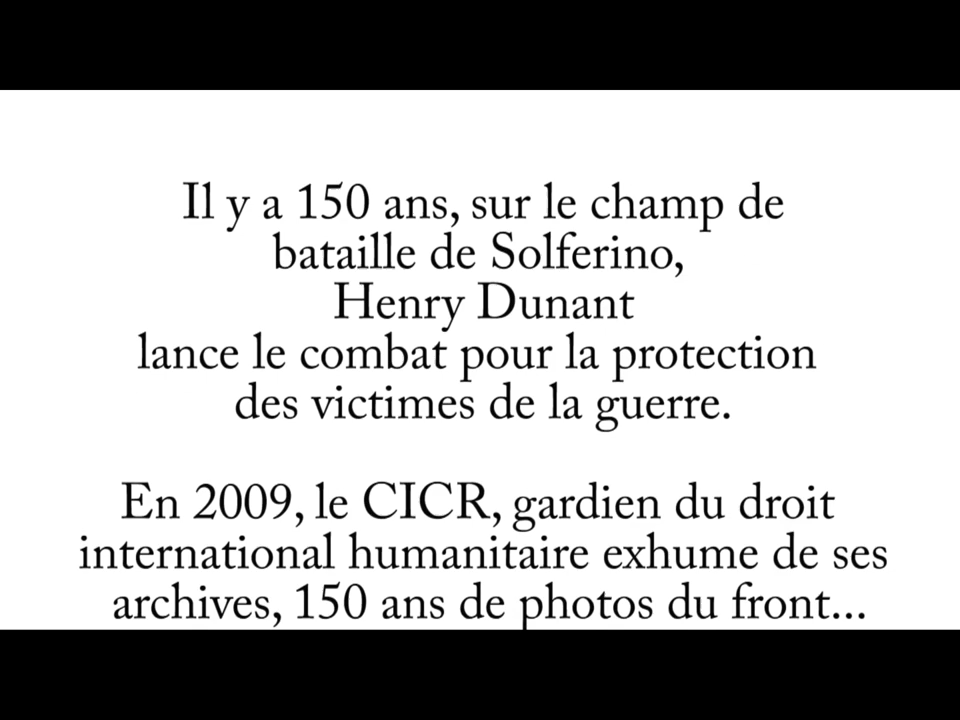 Il y a 150 ans, sur le champ de
bataille de Solferino,
Henry Dunant
lance le combat pour la protection
des victimes de la guerre.
En 2009, le CICR, gardien du droit
international humanitaire exhume de ses
archives, 150 ans de photos du front...